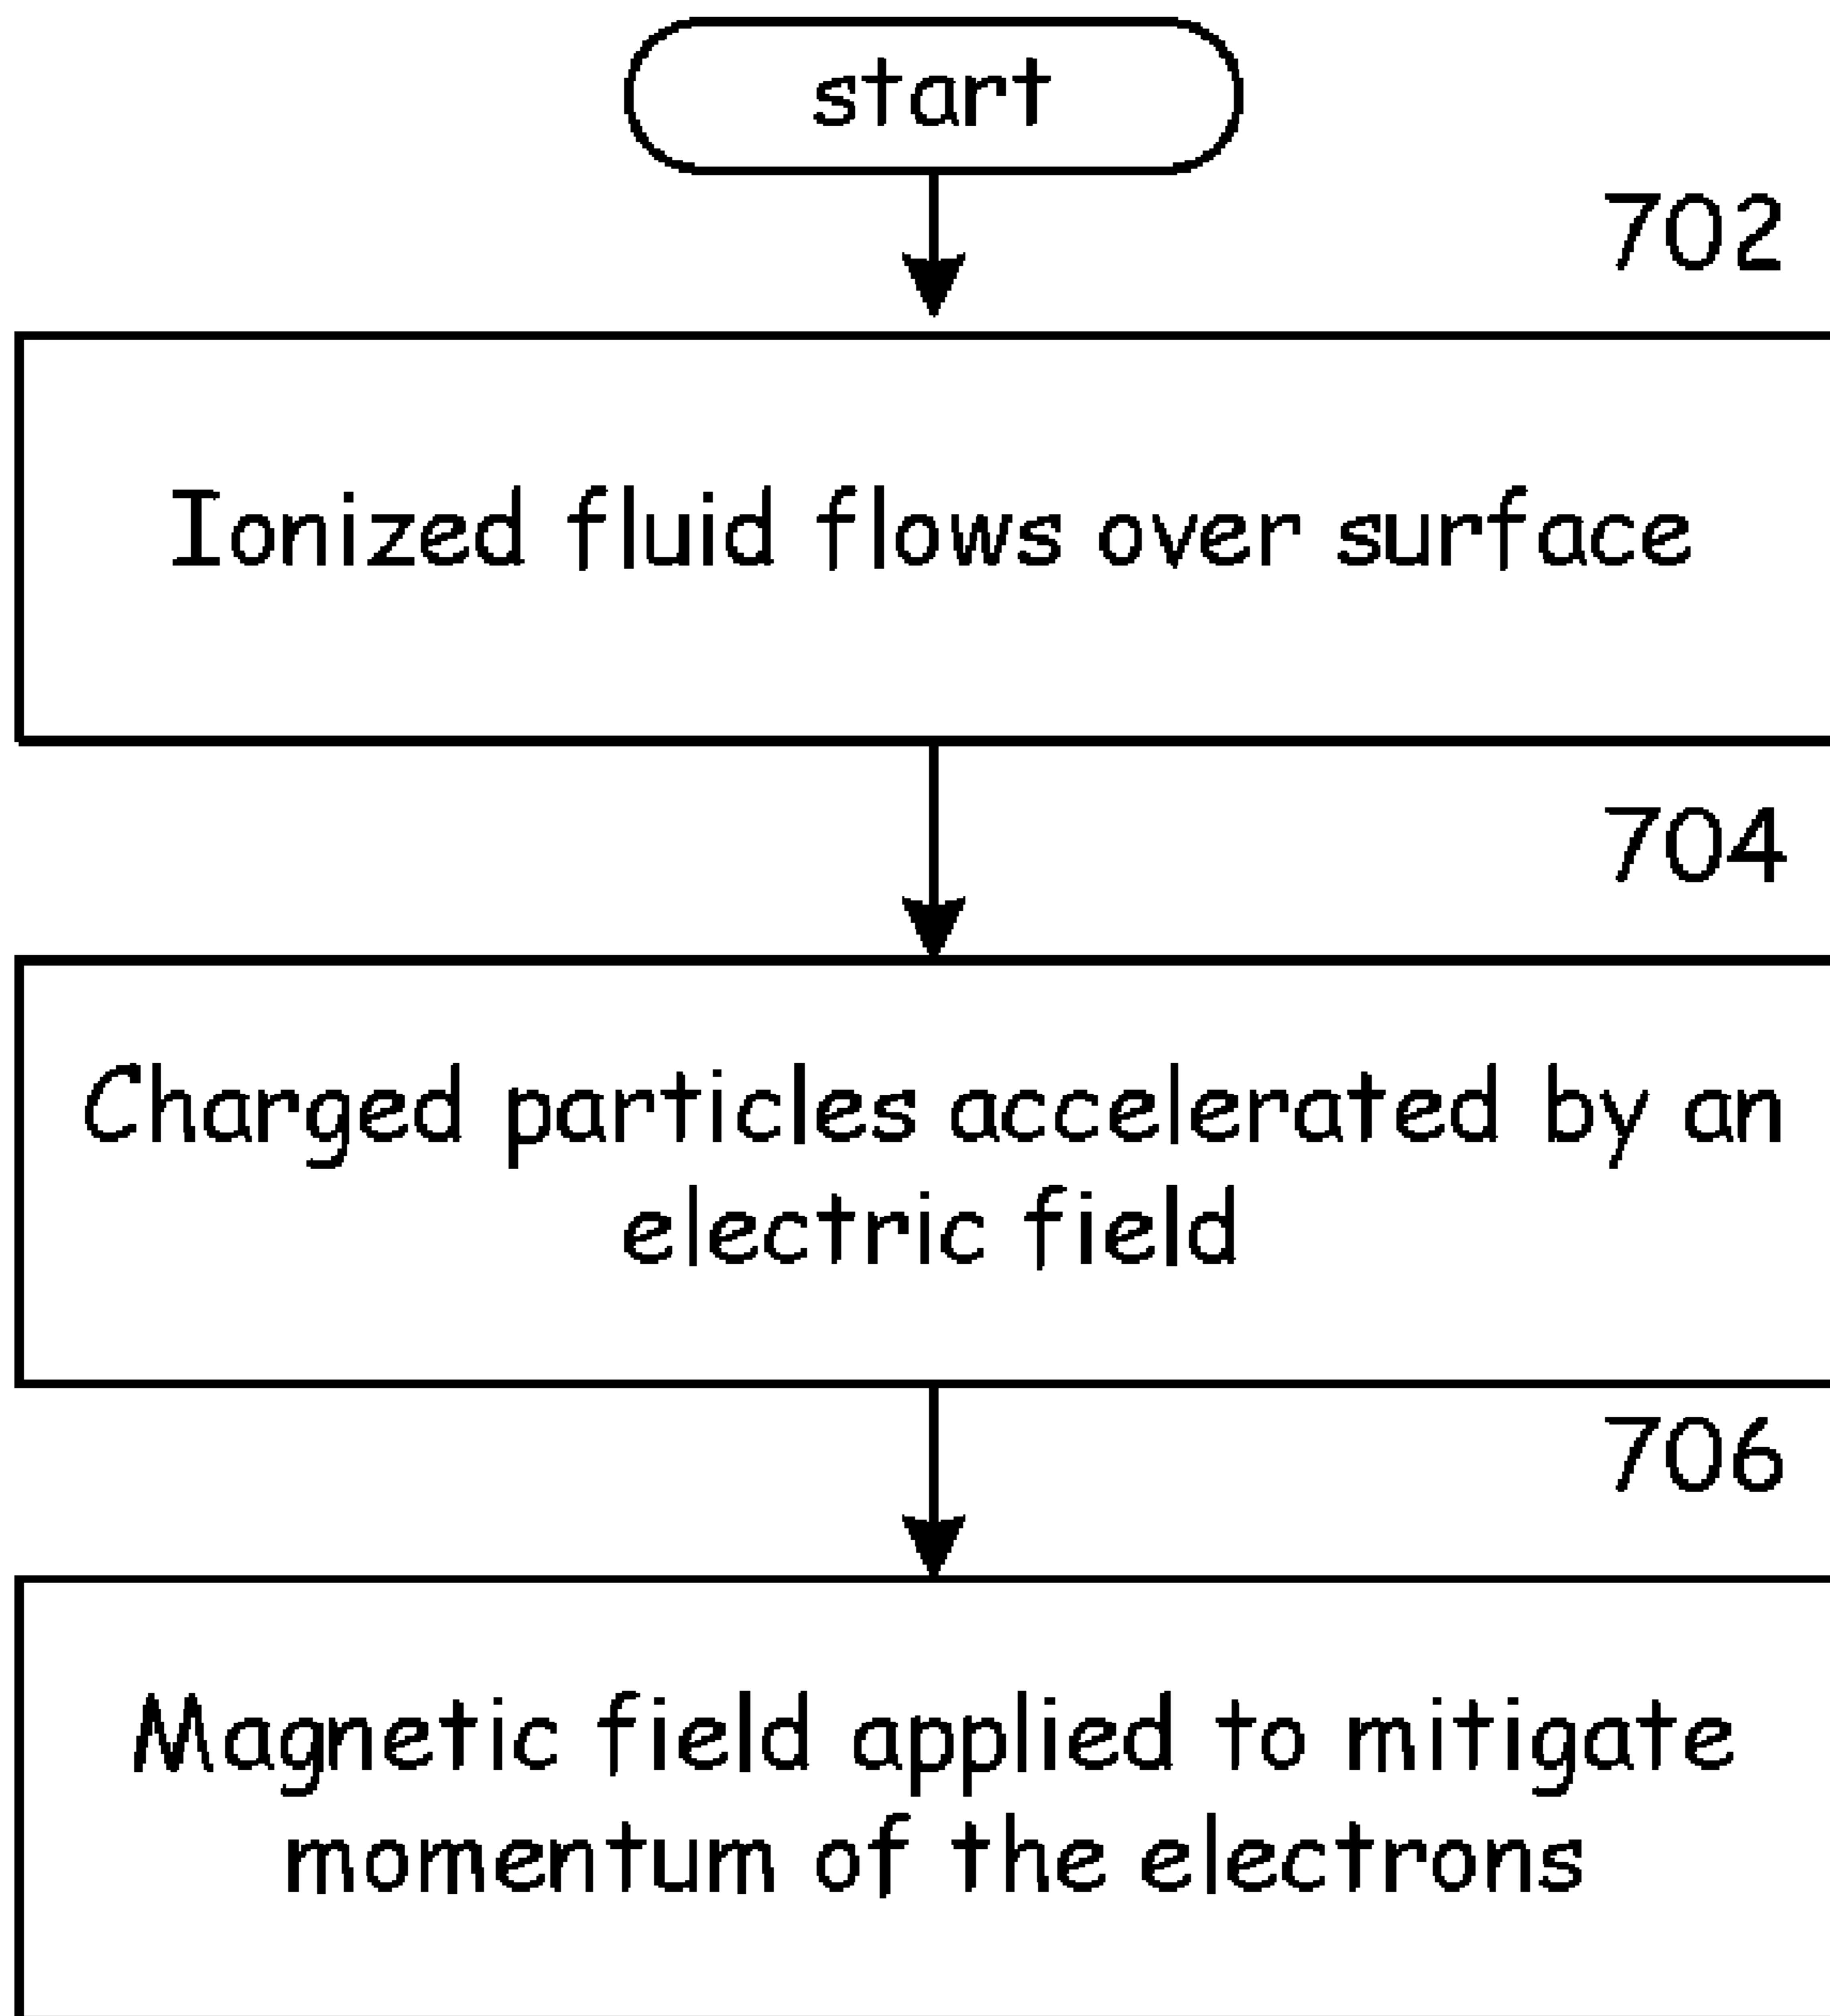 start
702
Ionized fluid flows over surface
704
Charged particles accelerated by an
electric field
706
Magnetic field applied to mitigate
momentum of the electrons